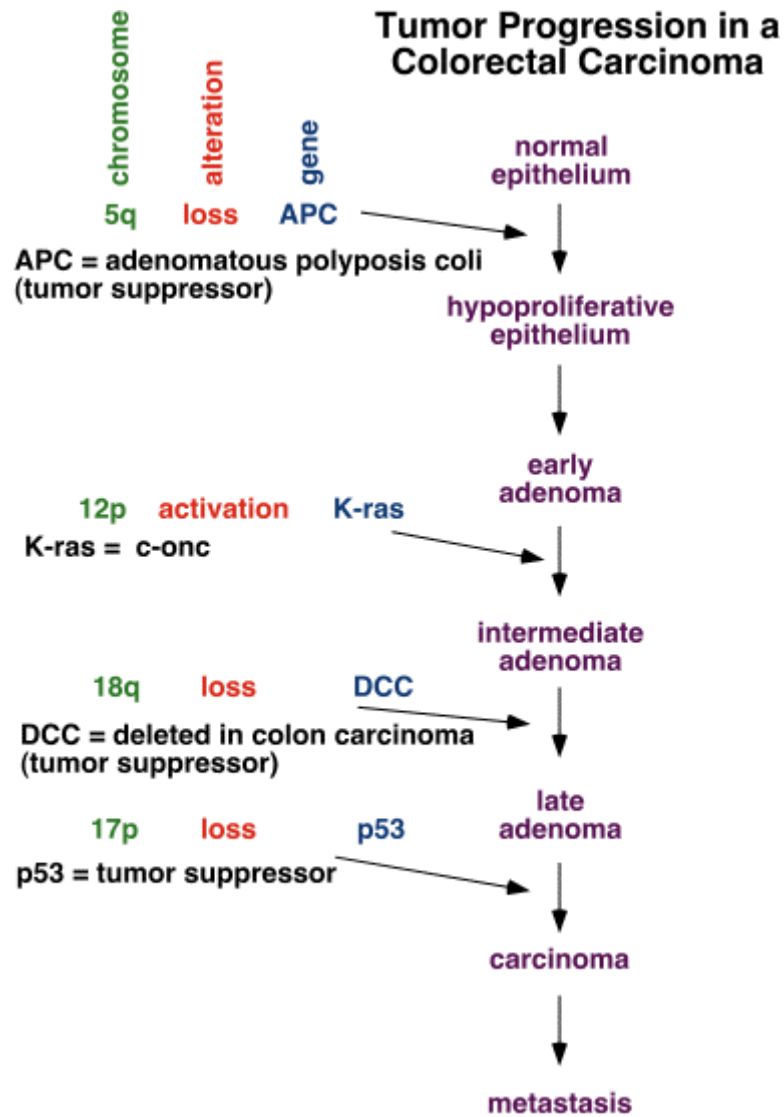 Tumor Progression in a
Colorectal Carcinoma
chromosome
alteration
gene
normal
epithelium
5q loss APC
APC = adenomatous polyposis coli
(tumor suppressor)
hypoproliferative
epithelium
early
adenoma
12p activation K-ras
K-ras = c-onc
intermediate
adenoma
18q loss DCC
DCC = deleted in colon carcinoma
(tumor suppressor)
late
adenoma
17p loss p53
p53 = tumor suppressor
carcinoma
metastasis